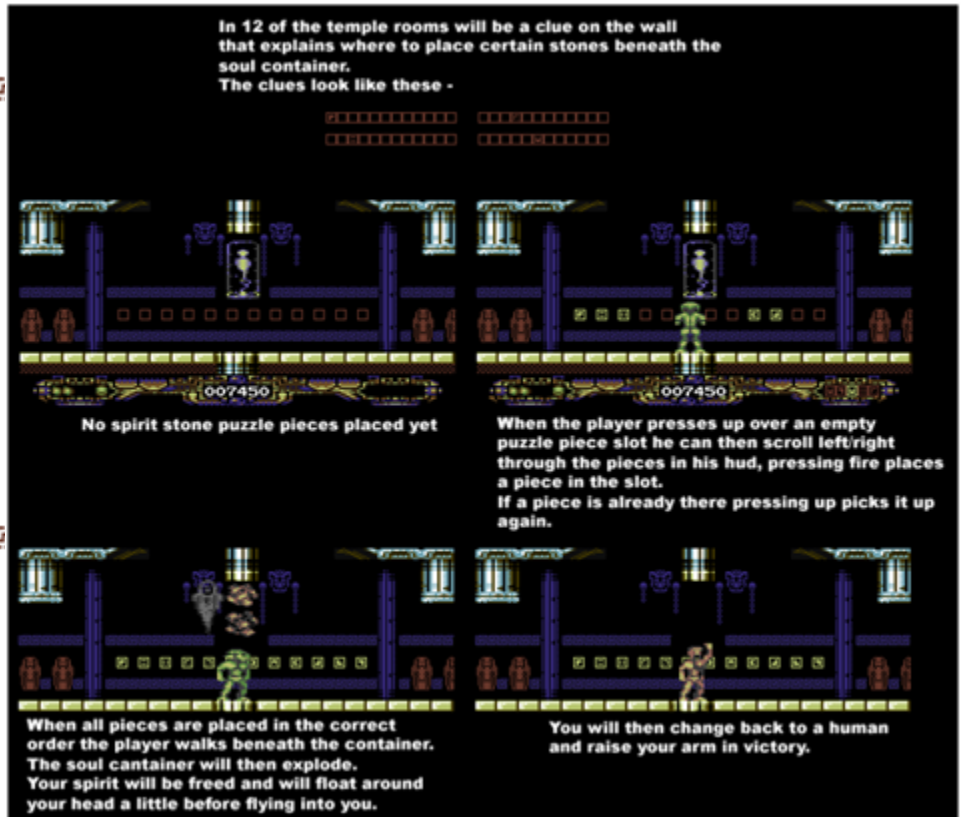 In 12 of the temple rooms will be a clue on the wall
that explains where to place certain stones beneath the
soul container.
The clues look like these -
007450
007450
No spirit stone puzzle pieces placed yet
When the player presses up over an empty
puzzle piece slot he can then scroll left/right
through the pieces in his hud, pressing fire places
a piece in the slot.
If a piece is already there pressing up picks it up
again.
When all pieces are placed in the correct
order the player walks beneath the container.
The soul cantainer will then explode.
Your spirit will be freed and will float around
your head a little before flying into you.
You will then change back to a human
and raise your arm in victory.